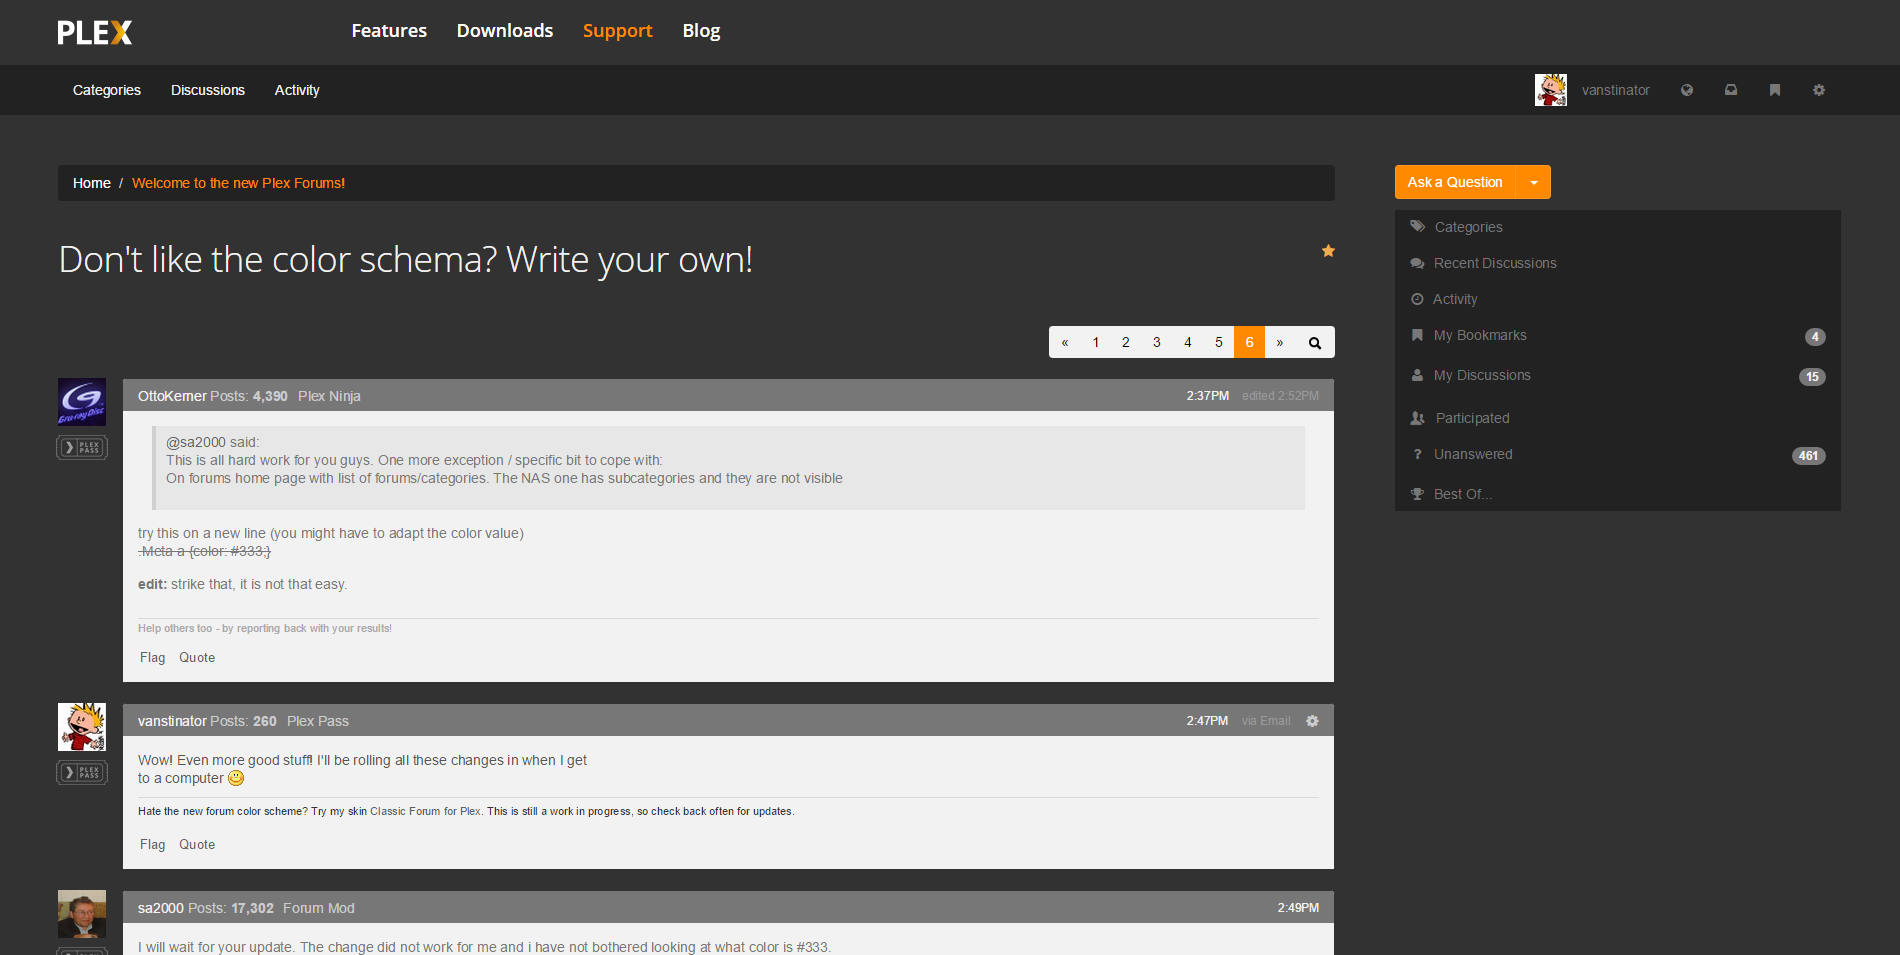 PLEX
Features Downloads Support Blog
Categories Discussions Activity
vanstinator
Home / Welcome to the new Plex Forums!
Ask a Question
Don't like the color schema? Write your own!
Categories
Recent Discussions
Activity
My Bookmarks 4
My Discussions 15
Participated
Unanswered 461
Best Of...
« 1 2 3 4 5 6 »
OttoKerner Posts: 4,390 Plex Ninja 2:37PM edited 2:52PM
PLEX
PASS
@sa2000 said:
This is all hard work for you guys. One more exception / specific bit to cope with:
On forums home page with list of forums/categories. The NAS one has subcategories and they are not visible
try this on a new line (you might have to adapt the color value)
.Meta a {color: #333;}
edit: strike that, it is not that easy.
Help others too - by reporting back with your results!
Flag Quote
vanstinator Posts: 260 Plex Pass 2:47PM via Email
PLEX
PASS
Wow! Even more good stuff! I'll be rolling all these changes in when I get
to a computer
Hate the new forum color scheme? Try my skin Classic Forum for Plex. This is still a work in progress, so check back often for updates.
Flag Quote
sa2000 Posts: 17,302 Forum Mod 2:49PM
I will wait for your update. The change did not work for me and i have not bothered looking at what color is #333.